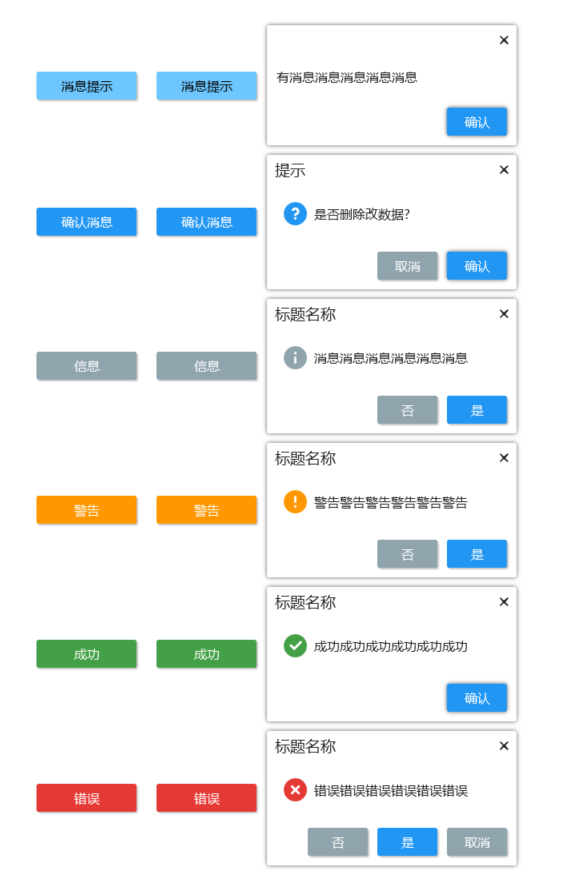 消息提示
消息提示
有消息消息消息消息消息
确认
确认消息
确认消息
提示
是否删除改数据?
取消
确认
信息
信息
标题名称
消息消息消息消息消息消息
否
是
警告
警告
标题名称
警告警告警告警告警告警告
否
是
成功
成功
标题名称
成功成功成功成功成功成功
确认
错误
错误
标题名称
错误错误错误错误错误错误
否
是
取消